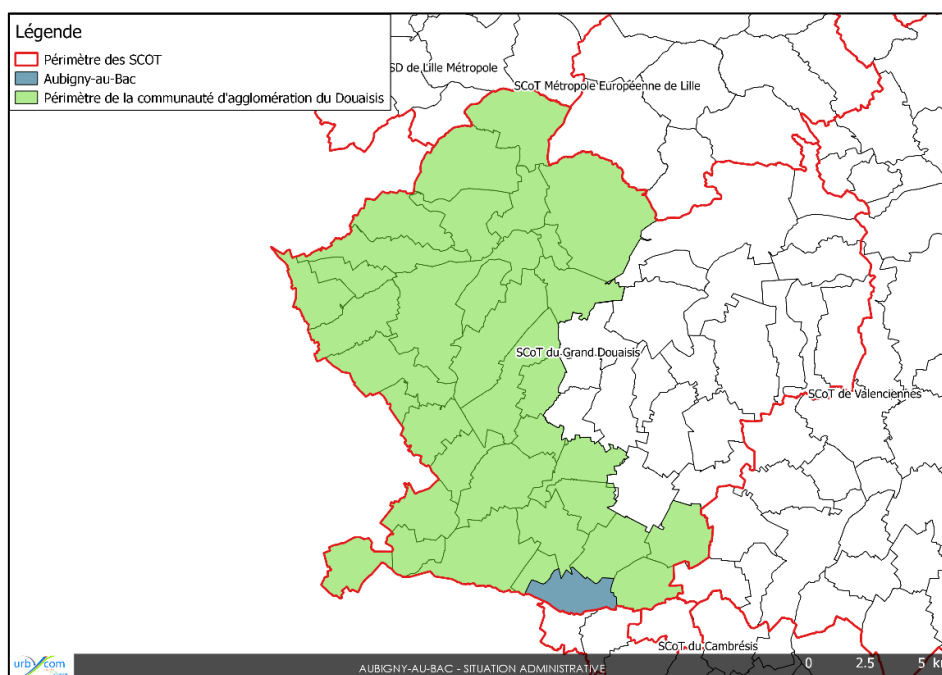 Légende
Périmètre des SCOT
Aubigny-au-Bac
Périmètre de la communauté d'agglomération du Douaisis
SD de Lille Métropole
SCoT Métropole Européenne de Lille
SCoT du Grand Douaisis
SCoT de Valenciennes
SCoT du Cambrésis
urbycom
AUBIGNY-AU-BAC - SITUATION ADMINISTRATIVE
0 2.5 5 k